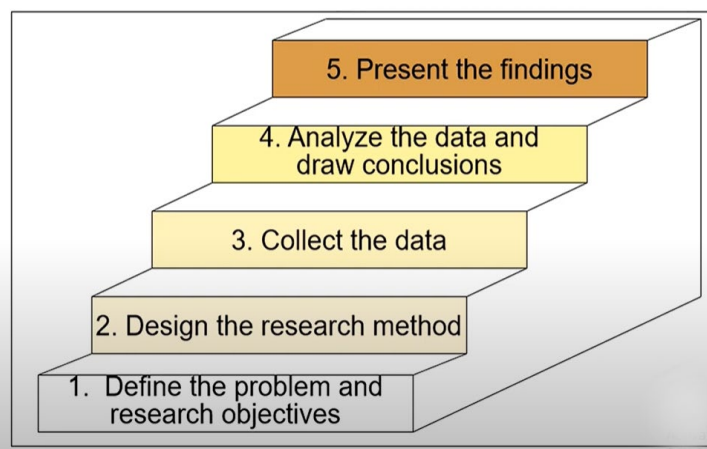 5. Present the findings
4. Analyze the data and
draw conclusions
3. Collect the data
2. Design the research method
1. Define the problem and
research objectives